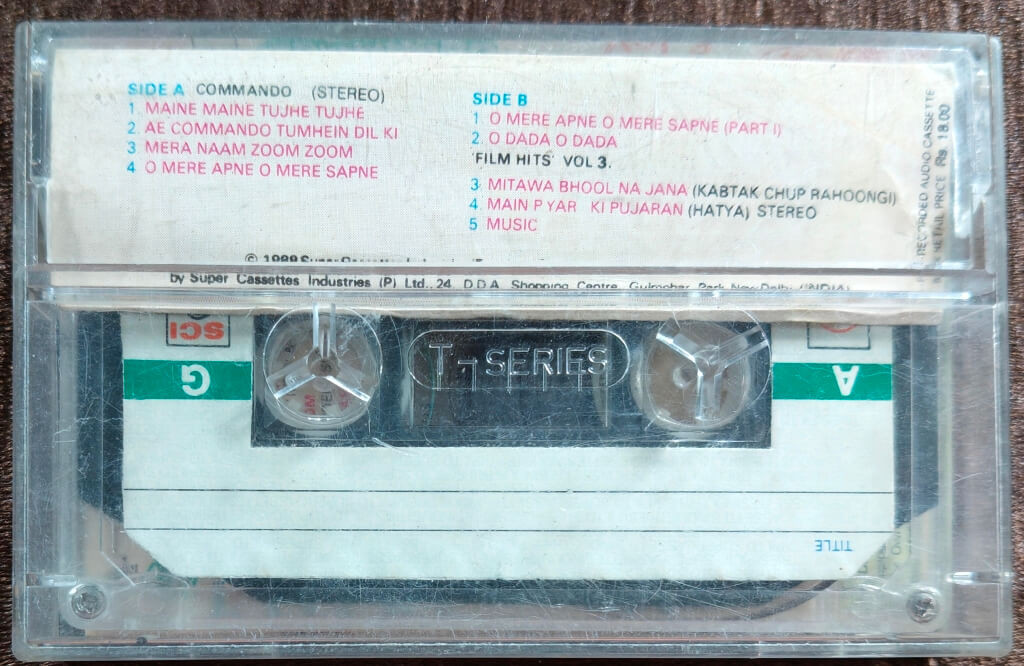 SIDE A COMMANDO (STEREO)
1. MAINE MAINE TUJHE TUJHE
2. AE COMMANDO TUMHEIN DIL KI
3. MERA NAAM ZOOM ZOOM
4 O MERE APNE O MERE SAPNE
SIDE B
1. O MERE APNE O MERE SAPNE (PART I)
2. O DADA O DADA
'FILM HITS' VOL 3.
3. MITAWA BHOOL NA JANA (KABTAK CHUP RAHOONGI)
4. MAIN PYAR KI PUJARAN (HATYA) STEREO
5 MUSIC
RECORDED AUDIO CASSETTE
RETAIL PRICE Rs 18.00
by Super Cassettes Industries (P) Ltd., 24, D.D.A. Shopping Centre, Gulmohar Park New Delhi (INDIA)
SCI
G
T-SERIES
A
TITLE